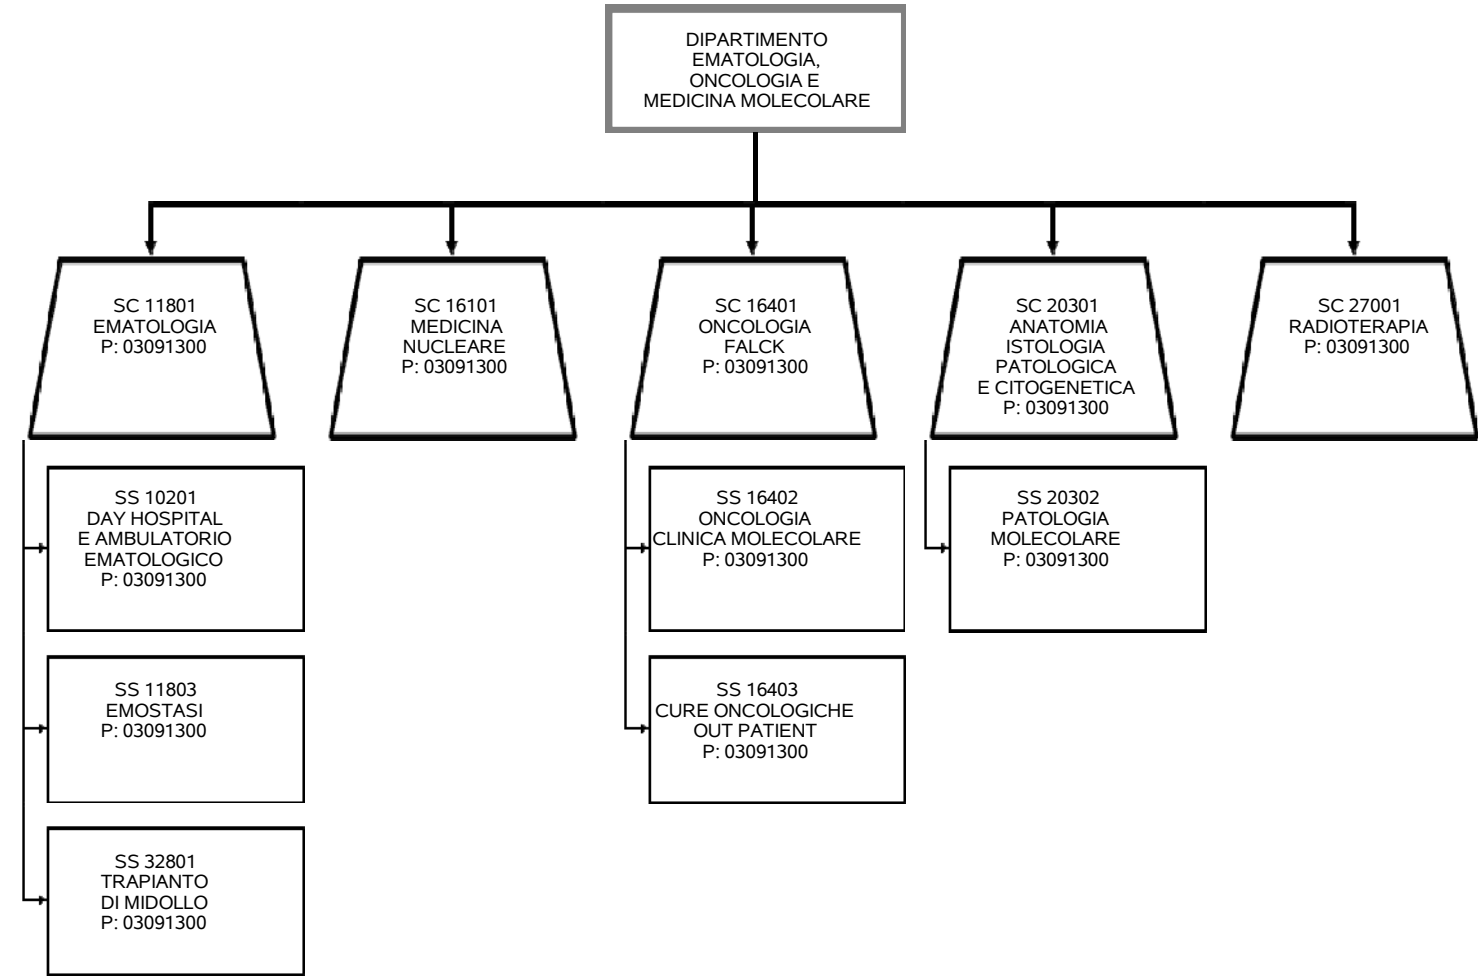 DIPARTIMENTO
EMATOLOGIA,
ONCOLOGIA E
MEDICINA MOLECOLARE
SC 11801
EMATOLOGIA
P: 03091300
SC 16101
MEDICINA
NUCLEARE
P: 03091300
SC 16401
ONCOLOGIA
FALCK
P: 03091300
SC 20301
ANATOMIA
ISTOLOGIA
PATOLOGICA
E CITOGENETICA
P: 03091300
SC 27001
RADIOTERAPIA
P: 03091300
SS 10201
DAY HOSPITAL
E AMBULATORIO
EMATOLOGICO
P: 03091300
SS 16402
ONCOLOGIA
CLINICA MOLECOLARE
P: 03091300
SS 20302
PATOLOGIA
MOLECOLARE
P: 03091300
SS 11803
EMOSTASI
P: 03091300
SS 16403
CURE ONCOLOGICHE
OUT PATIENT
P: 03091300
SS 32801
TRAPIANTO
DI MIDOLLO
P: 03091300